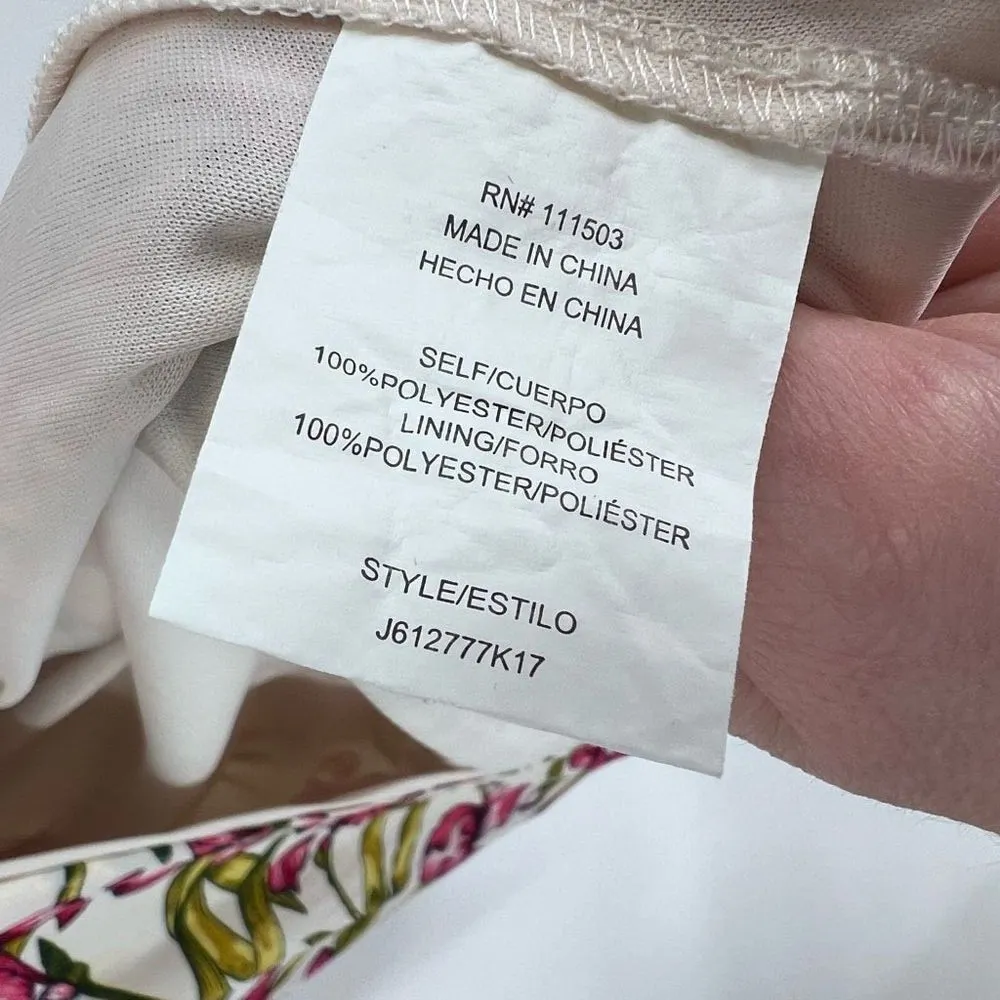 RN# 111503
MADE IN CHINA
HECHO EN CHINA
SELF/CUERPO
100%POLYESTER/POLIÉSTER
LINING/FORRO
100%POLYESTER/POLIÉSTER
STYLE/ESTILO
J612777K17